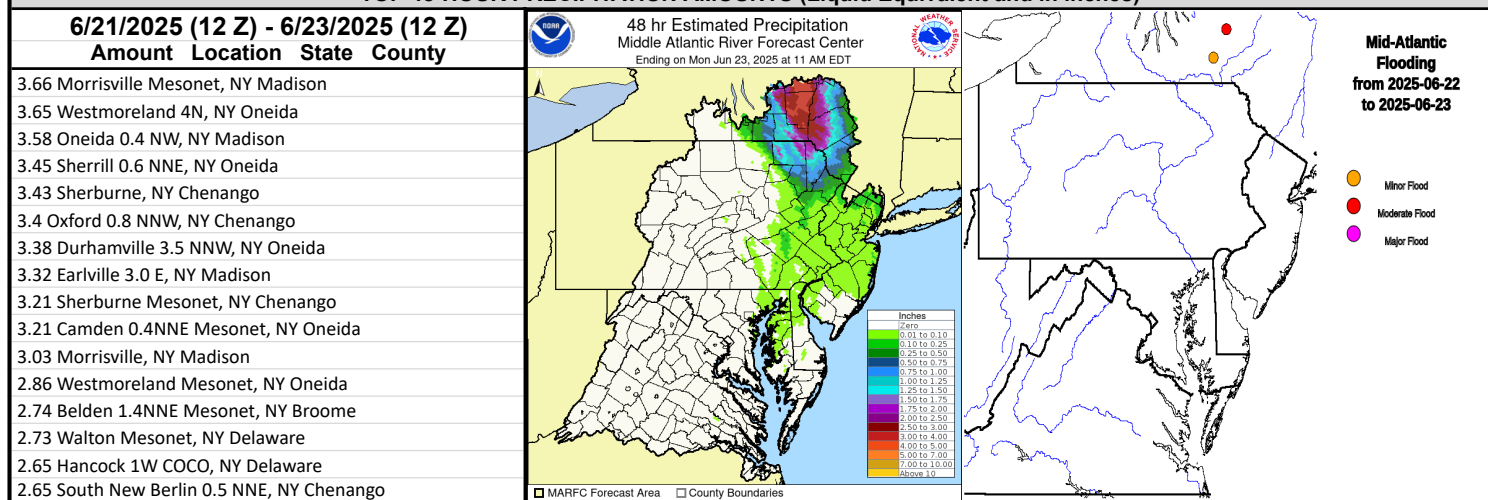 6/21/2025 (12 Z) - 6/23/2025 (12 Z)
Amount Location State County
3.66 Morrisville Mesonet, NY Madison
3.65 Westmoreland 4N, NY Oneida
3.58 Oneida 0.4 NW, NY Madison
3.45 Sherrill 0.6 NNE, NY Oneida
3.43 Sherburne, NY Chenango
3.4 Oxford 0.8 NNW, NY Chenango
3.38 Durhamville 3.5 NNW, NY Oneida
3.32 Earlville 3.0 E, NY Madison
3.21 Sherburne Mesonet, NY Chenango
3.21 Camden 0.4NNE Mesonet, NY Oneida
3.03 Morrisville, NY Madison
2.86 Westmoreland Mesonet, NY Oneida
2.74 Belden 1.4NNE Mesonet, NY Broome
2.73 Walton Mesonet, NY Delaware
2.65 Hancock 1W COCO, NY Delaware
2.65 South New Berlin 0.5 NNE, NY Chenango
NOAA
48 hr Estimated Precipitation
Middle Atlantic River Forecast Center
Ending on Mon Jun 23, 2025 at 11 AM EDT
NATIONAL WEATHER SERVICE
Inches
Zero
0.01 to 0.10
0.10 to 0.25
0.25 to 0.50
0.50 to 0.75
0.75 to 1.00
1.00 to 1.25
1.25 to 1.50
1.50 to 1.75
1.75 to 2.00
2.00 to 2.50
2.50 to 3.00
3.00 to 4.00
4.00 to 5.00
5.00 to 7.00
7.00 to 10.00
Above 10
MARFC Forecast Area
County Boundaries
Mid-Atlantic
Flooding
from 2025-06-22
to 2025-06-23
Minor Flood
Moderate Flood
Major Flood